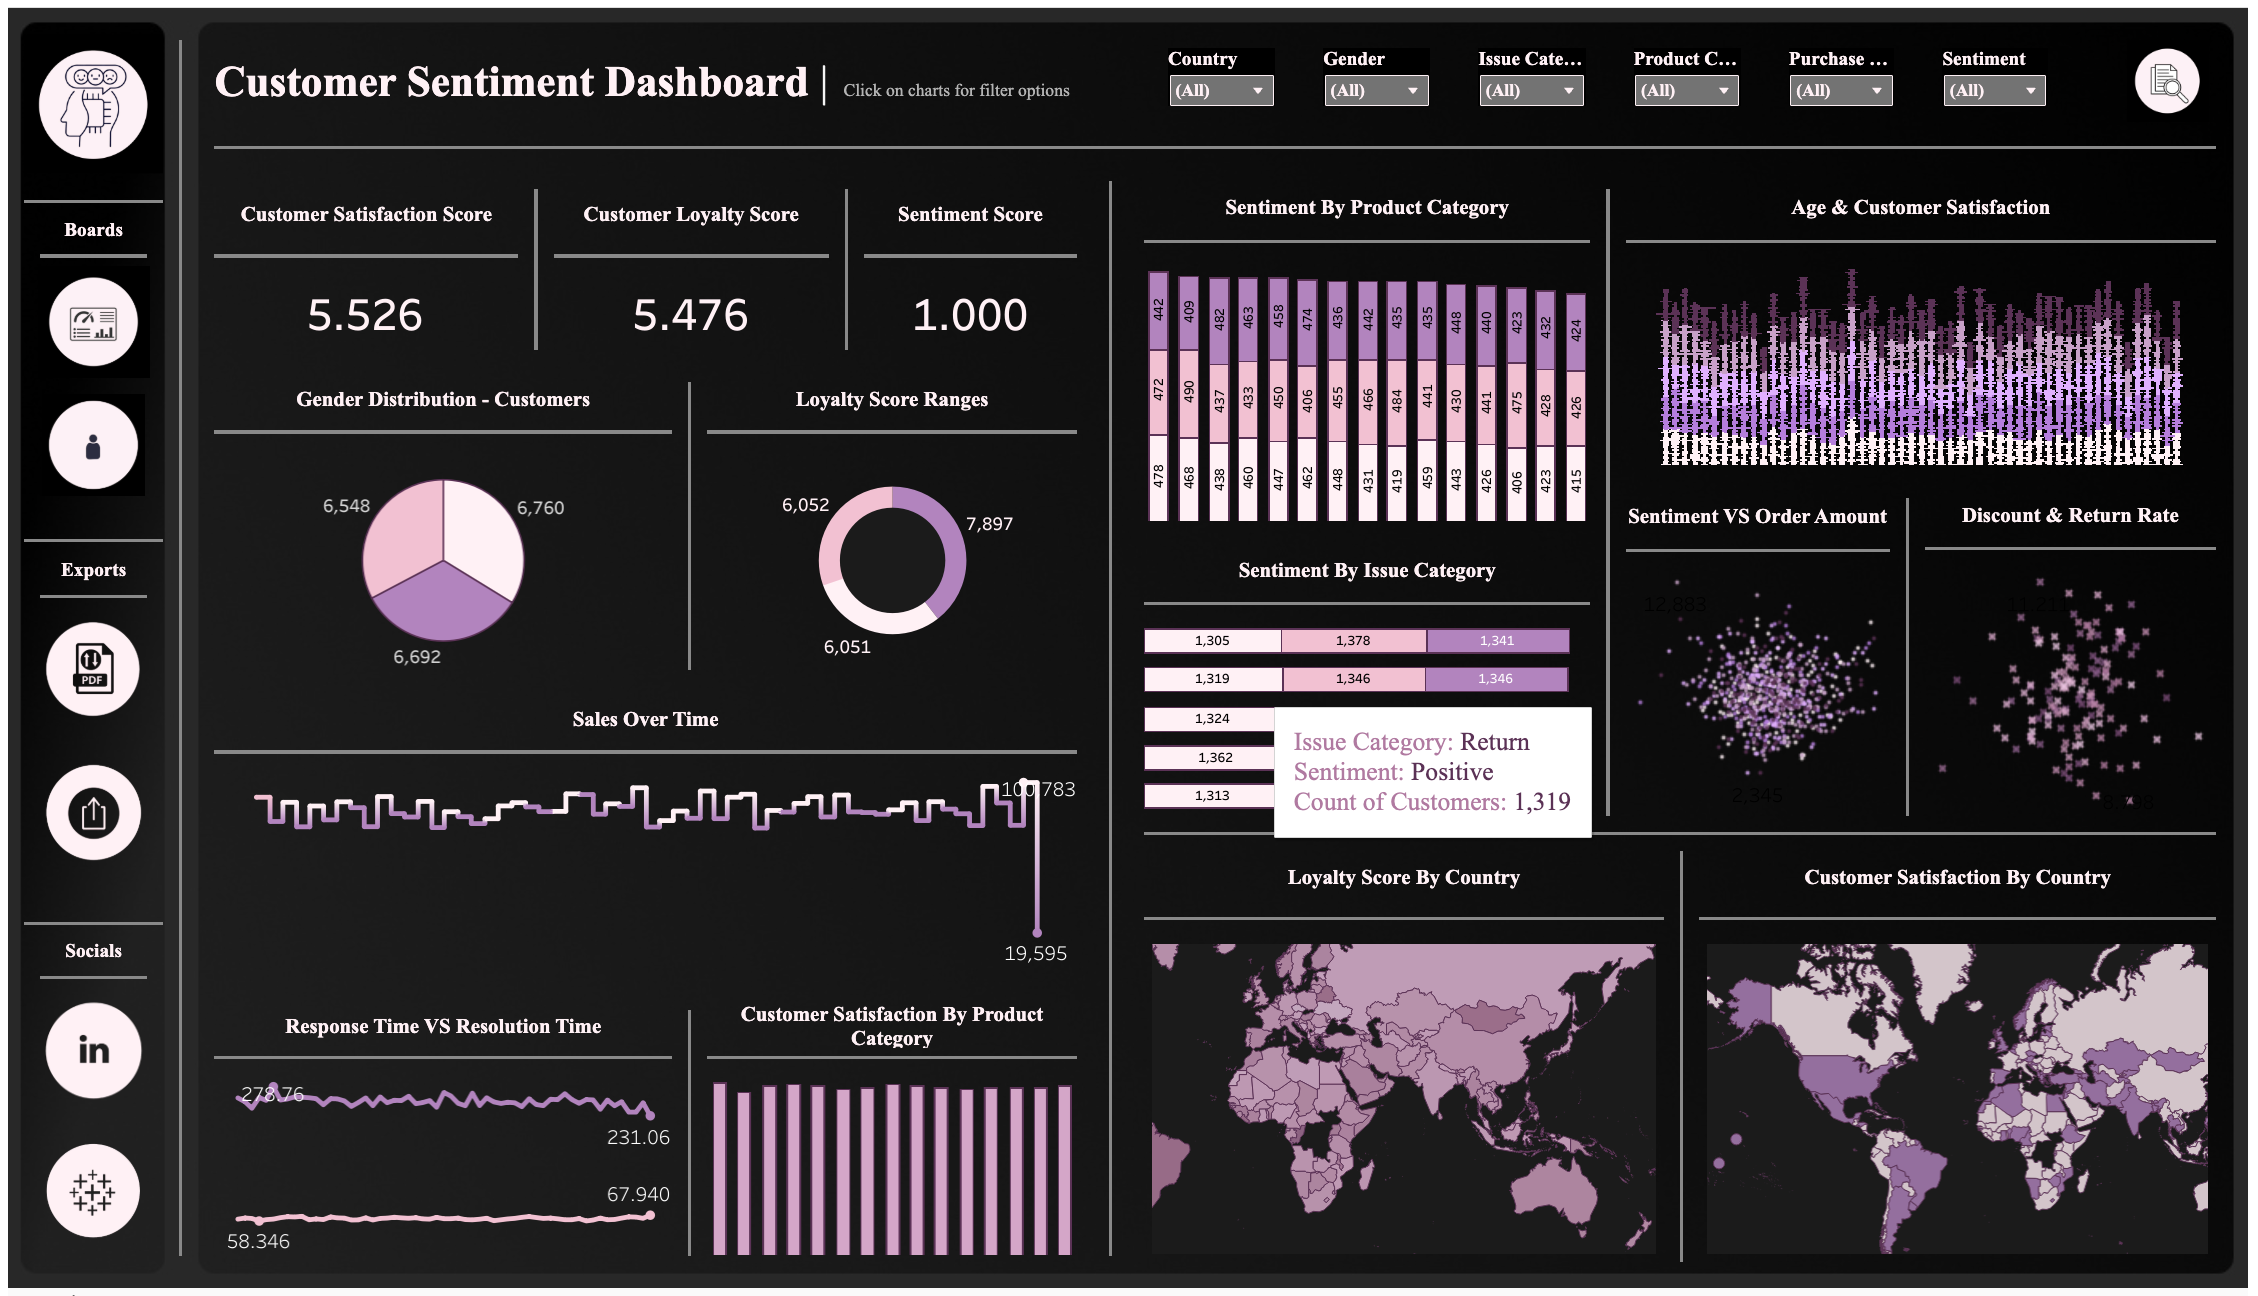 Customer Sentiment Dashboard
Click on charts for filter options
Country
(All)
Gender
(All)
Issue Cate...
(All)
Product C...
(All)
Purchase ...
(All)
Sentiment
(All)
Boards
Exports
PDF
Socials
in
Customer Satisfaction Score
5.526
Customer Loyalty Score
5.476
Sentiment Score
1.000
Gender Distribution - Customers
6,548
6,760
6,692
Loyalty Score Ranges
6,052
7,897
6,051
Sales Over Time
100,783
19,595
Response Time VS Resolution Time
278.76
231.06
67.940
58.346
Customer Satisfaction By Product
Category
Sentiment By Product Category
442 409 482 463 458 474 436 442 435 435 448 440 423 432 424
472 490 437 433 450 406 455 466 484 441 430 441 475 428 426
478 468 438 460 447 462 448 431 419 459 443 426 406 423 415
Sentiment By Issue Category
1,305 1,378 1,341
1,319 1,346 1,346
1,324
1,362
1,313
Issue Category: Return
Sentiment: Positive
Count of Customers: 1,319
Age & Customer Satisfaction
Sentiment VS Order Amount
12,883
2,345
Discount & Return Rate
Loyalty Score By Country
Customer Satisfaction By Country